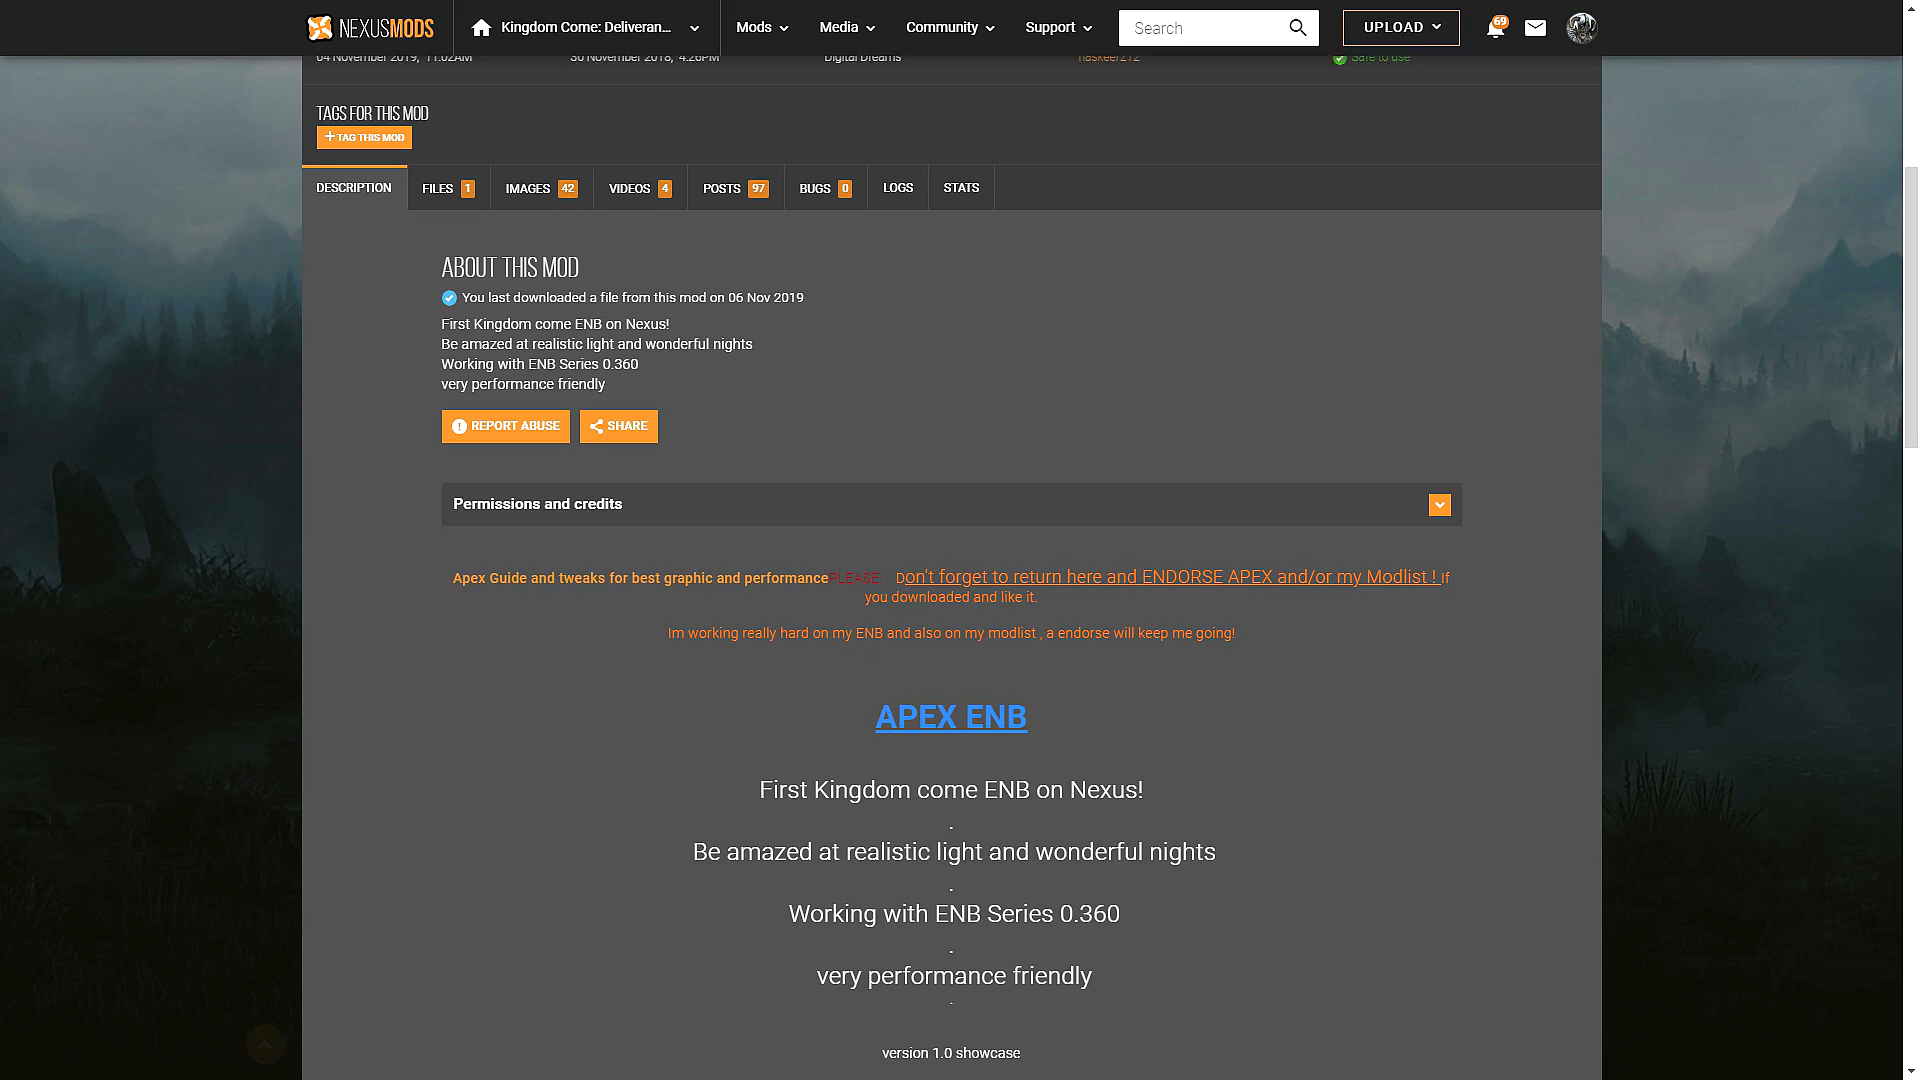 NEXUSMODS Kingdom Come: Deliveran... Mods Media Community Support Search UPLOAD 69
04 November 2019, 11:02AM 30 November 2018, 4:26PM Digital Dreams haskeer212 Safe to use
TAGS FOR THIS MOD
+ TAG THIS MOD
DESCRIPTION FILES 1 IMAGES 42 VIDEOS 4 POSTS 97 BUGS 0 LOGS STATS
ABOUT THIS MOD
You last downloaded a file from this mod on 06 Nov 2019
First Kingdom come ENB on Nexus!
Be amazed at realistic light and wonderful nights
Working with ENB Series 0.360
very performance friendly
REPORT ABUSE SHARE
Permissions and credits
Apex Guide and tweaks for best graphic and performancePLEASE Don't forget to return here and ENDORSE APEX and/or my Modlist ! If
you downloaded and like it.
Im working really hard on my ENB and also on my modlist , a endorse will keep me going!
APEX ENB
First Kingdom come ENB on Nexus!
.
Be amazed at realistic light and wonderful nights
.
Working with ENB Series 0.360
.
very performance friendly
.
version 1.0 showcase